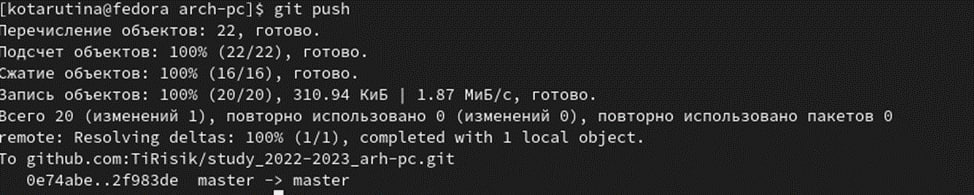 [kotarutina@fedora arch-pc]$ git push
Перечисление объектов: 22, готово.
Подсчет объектов: 100% (22/22), готово.
Сжатие объектов: 100% (16/16), готово.
Запись объектов: 100% (20/20), 310.94 КиБ | 1.87 МиБ/с, готово.
Всего 20 (изменений 1), повторно использовано 0 (изменений 0), повторно использовано пакетов 0
remote: Resolving deltas: 100% (1/1), completed with 1 local object.
To github.com:TiRisik/study_2022-2023_arh-pc.git
0e74abe..2f983de  master -> master